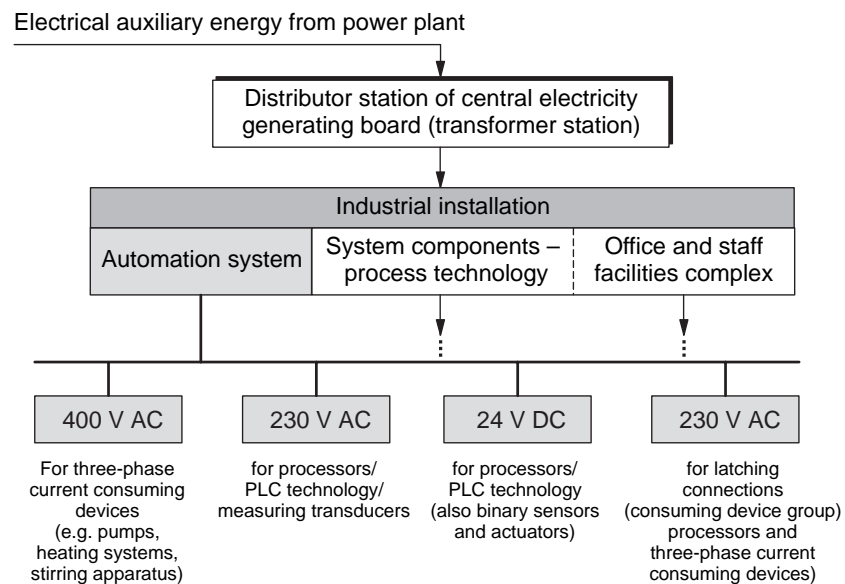 Electrical auxiliary energy from power plant
Distributor station of central electricity
generating board (transformer station)
Industrial installation
Automation system
System components –
process technology
Office and staff
facilities complex
400 V AC
230 V AC
24 V DC
230 V AC
For three-phase
current consuming
devices
(e.g. pumps,
heating systems,
stirring apparatus)
for processors/
PLC technology/
measuring transducers
for processors/
PLC technology
(also binary sensors
and actuators)
for latching
connections
(consuming device group)
processors and
three-phase current
consuming devices)